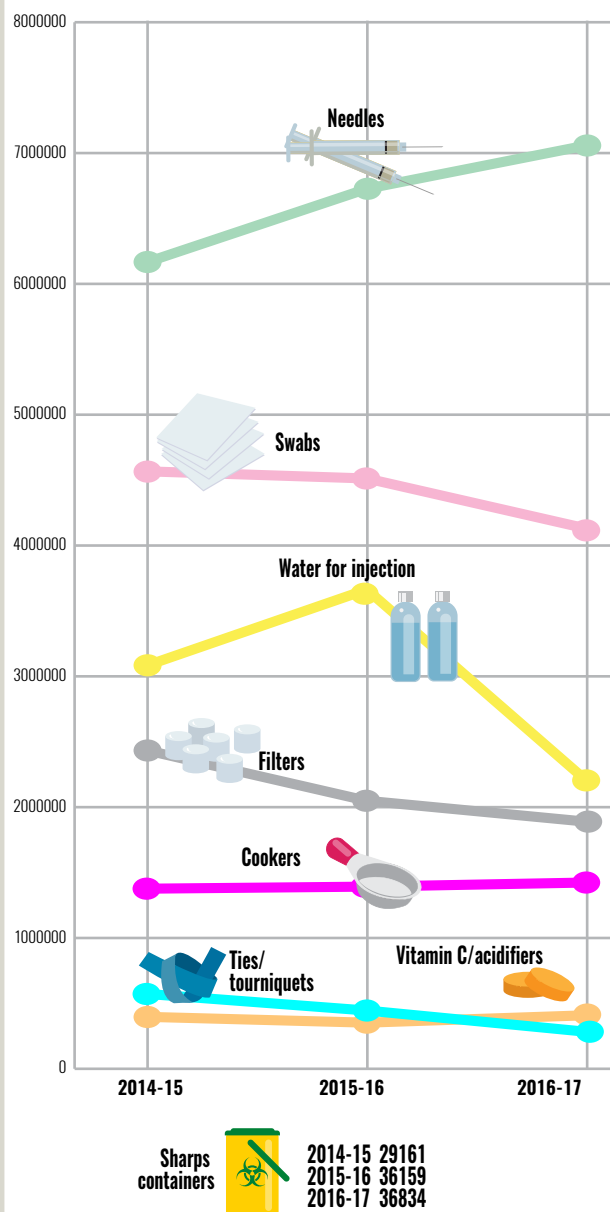 8000000
Needles
7000000
6000000
5000000
Swabs
4000000
Water for injection
3000000
Filters
2000000
Cookers
1000000
Ties/
tourniquets
Vitamin C/acidifiers
0
2014-15 2015-16 2016-17
Sharps
containers
2014-15 29161
2015-16 36159
2016-17 36834